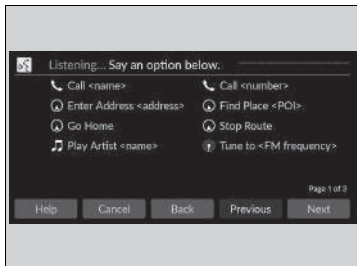 Listening... Say an option below.
Call <name> Call <number>
Enter Address <address> Find Place <POI>
Go Home Stop Route
Play Artist <name> Tune to <FM frequency>
Page 1 of 3
Help Cancel Back Previous Next